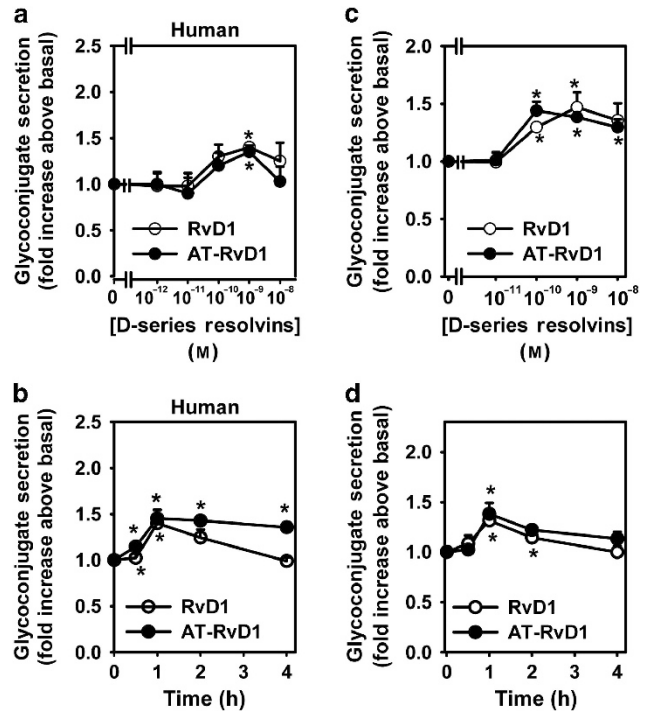 a
Human
Glycoconjugate secretion
(fold increase above basal)
2.5
2.0
1.5
1.0
0.5
0.0
*
*
RvD1
AT-RvD1
0 10⁻¹² 10⁻¹¹ 10⁻¹⁰ 10⁻⁹ 10⁻⁸
[D-series resolvins]
(M)
c
Glycoconjugate secretion
(fold increase above basal)
2.0
1.5
1.0
0.5
0.0
* *
* * *
RvD1
AT-RvD1
0 10⁻¹¹ 10⁻¹⁰ 10⁻⁹ 10⁻⁸
[D-series resolvins]
(M)
b
Human
Glycoconjugate secretion
(fold increase above basal)
2.5
2.0
1.5
1.0
0.5
0.0
* * * *
* *
RvD1
AT-RvD1
0 1 2 3 4
Time (h)
d
Glycoconjugate secretion
(fold increase above basal)
2.0
1.5
1.0
0.5
0.0
*
* *
RvD1
AT-RvD1
0 1 2 3 4
Time (h)